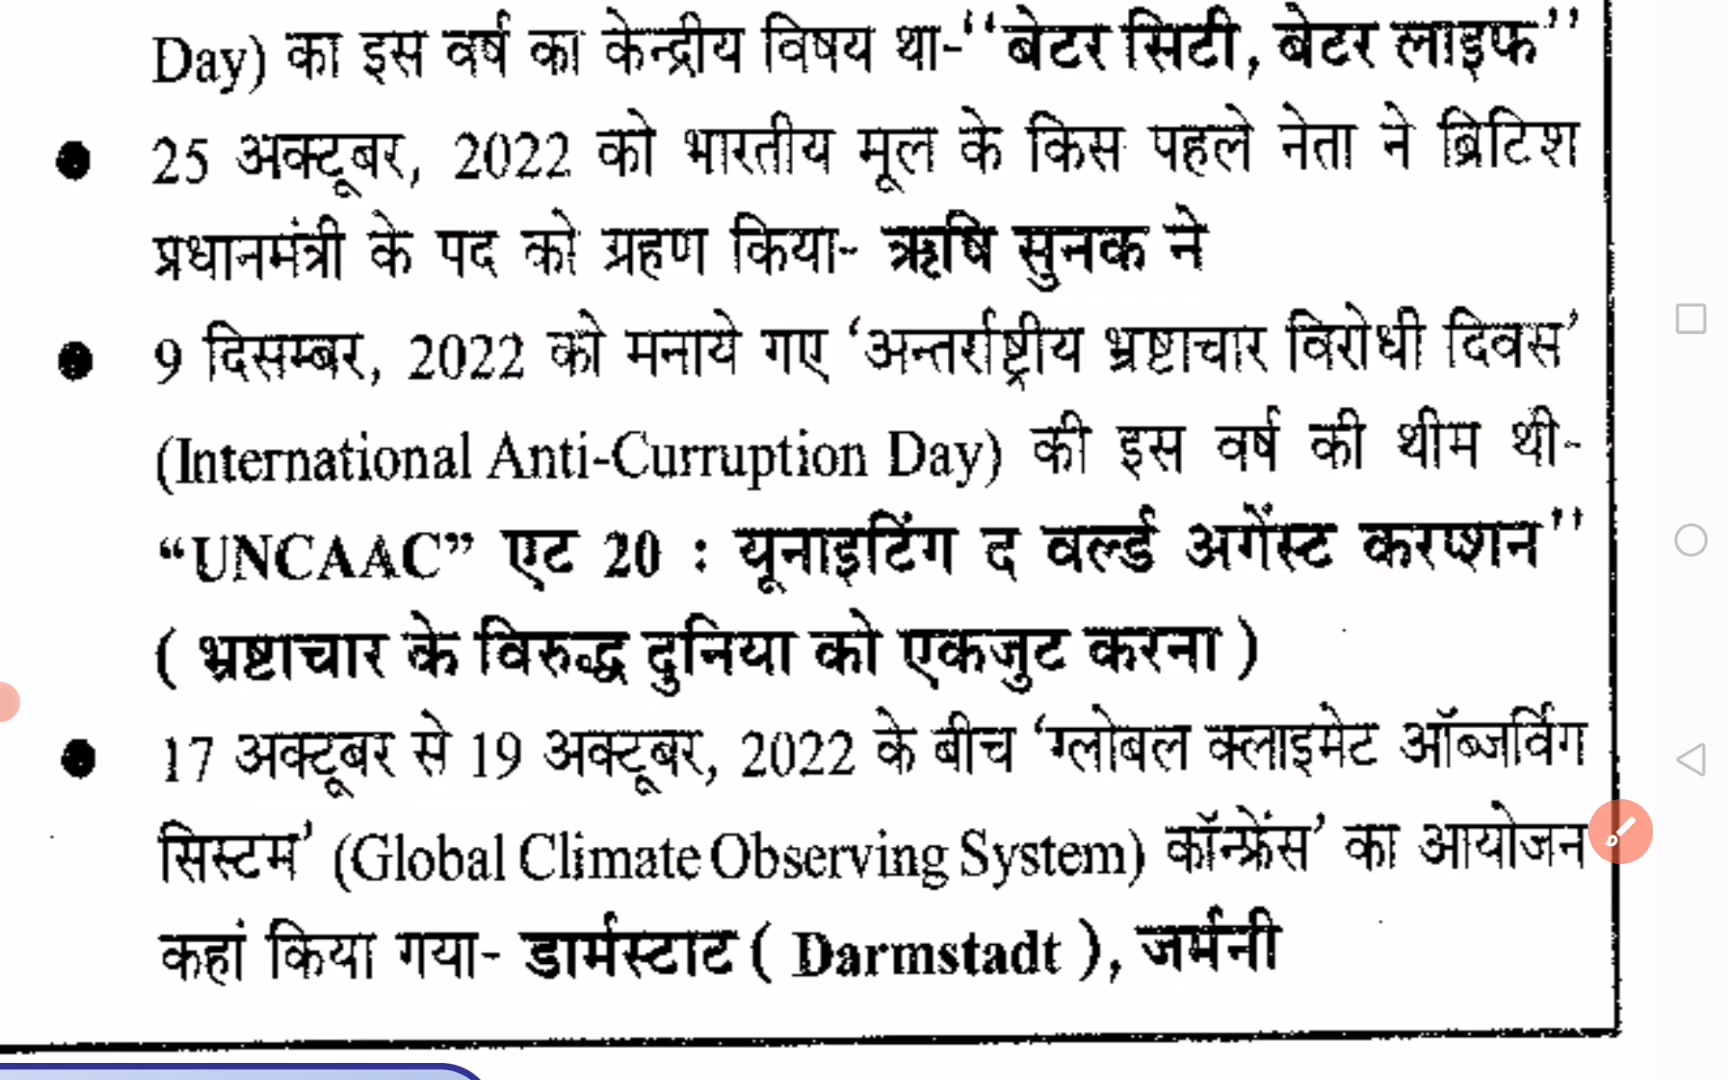 Day) का इस वर्ष का केन्द्रीय विषय था-‘‘बेटर सिटी, बेटर लाइफ’’
● 25 अक्टूबर, 2022 को भारतीय मूल के किस पहले नेता ने ब्रिटिश
प्रधानमंत्री के पद को ग्रहण किया- ऋषि सुनक ने
● 9 दिसम्बर, 2022 को मनाये गए ‘अन्तर्राष्ट्रीय भ्रष्टाचार विरोधी दिवस’
(International Anti-Curruption Day) की इस वर्ष की थीम थी-
“UNCAAC” एट 20 : यूनाइटिंग द वर्ल्ड अगेंस्ट करप्शन’’
( भ्रष्टाचार के विरुद्ध दुनिया को एकजुट करना )
● 17 अक्टूबर से 19 अक्टूबर, 2022 के बीच ‘ग्लोबल क्लाइमेट ऑब्जर्विंग
सिस्टम’ (Global Climate Observing System) कॉन्फ्रेंस’ का आयोजन
कहां किया गया- डार्मस्टाट ( Darmstadt ), जर्मनी